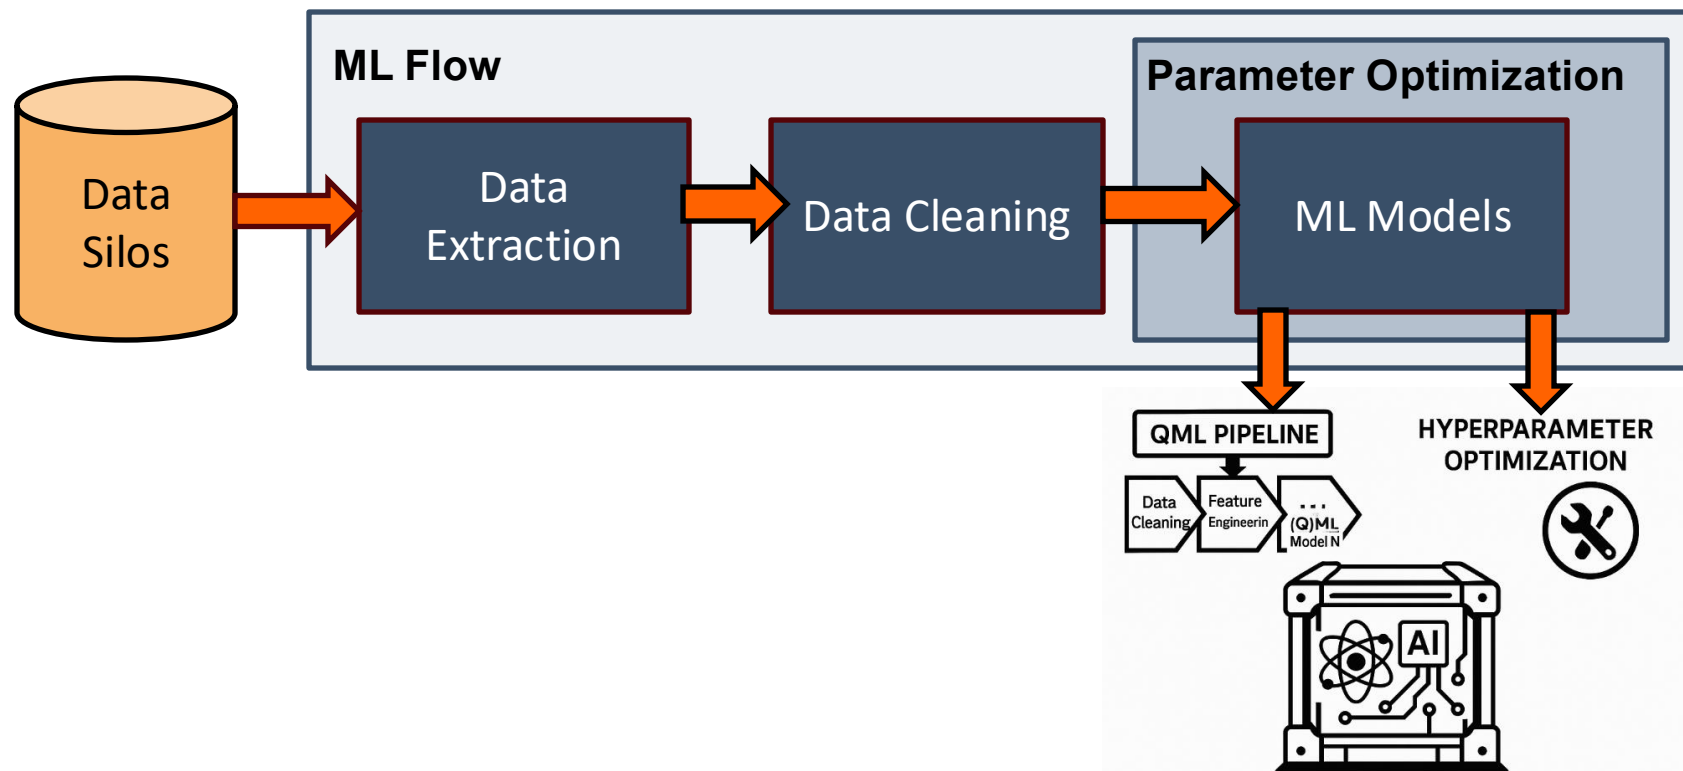 ML Flow
Parameter Optimization
Data
Silos
Data
Extraction
Data Cleaning
ML Models
QML PIPELINE
Data
Cleaning
Feature
Engineerin
...
(Q)ML
Model N
HYPERPARAMETER
OPTIMIZATION
AI